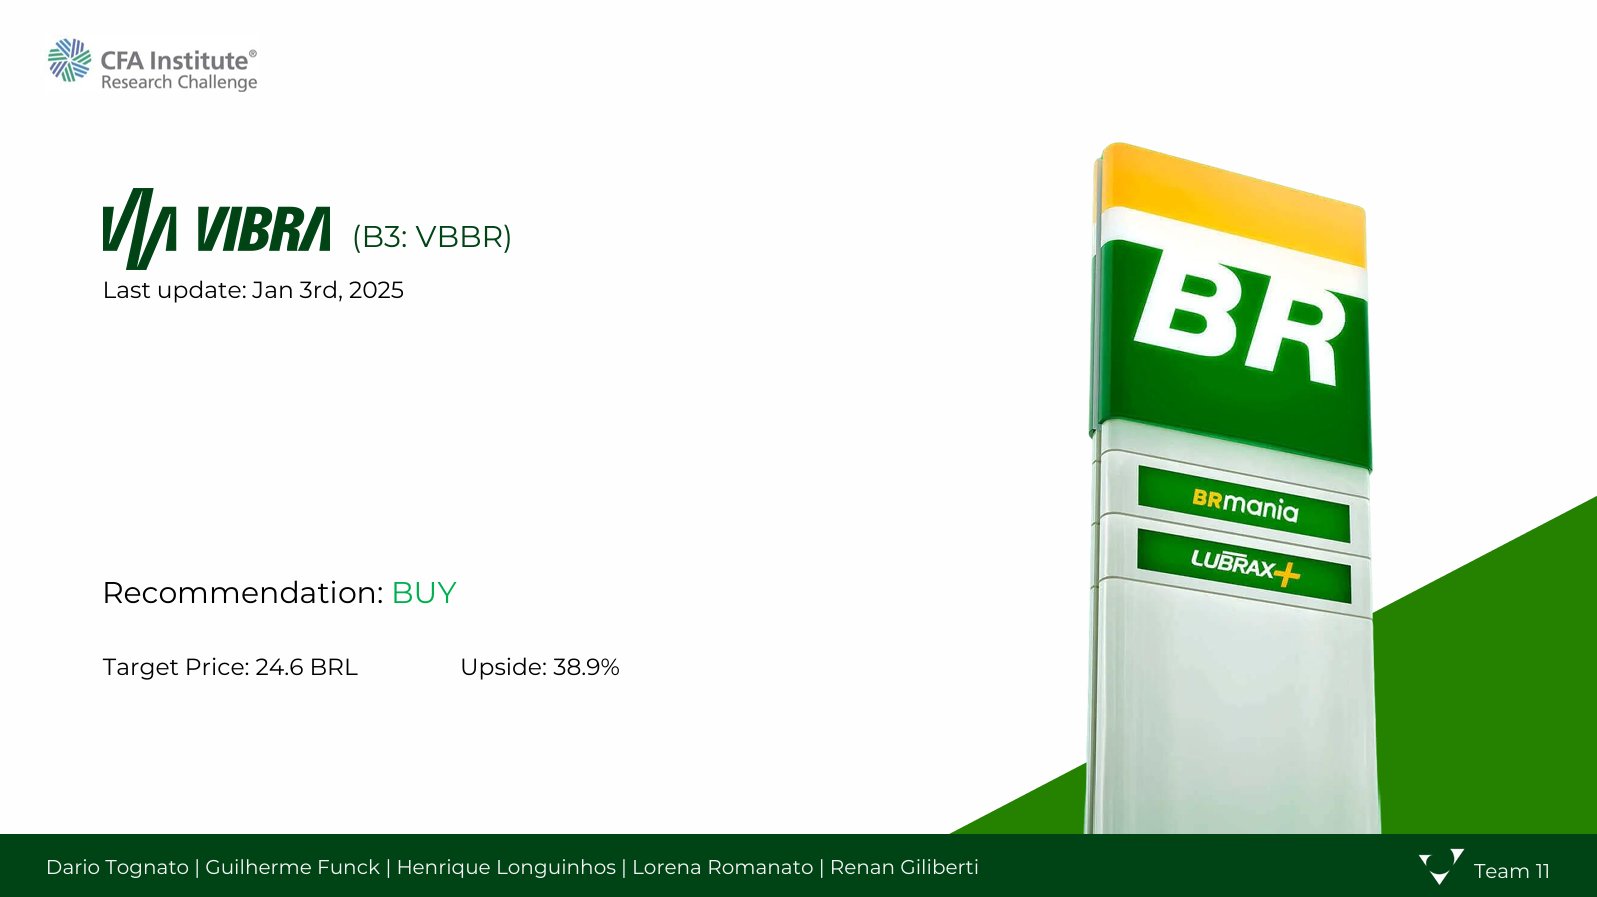 CFA Institute®
Research Challenge
VIBRA (B3: VBBR)
Last update: Jan 3rd, 2025
BR
BRmania
LUBRAX+
Recommendation: BUY
Target Price: 24.6 BRL Upside: 38.9%
Dario Tognato | Guilherme Funck | Henrique Longuinhos | Lorena Romanato | Renan Giliberti
Team 11